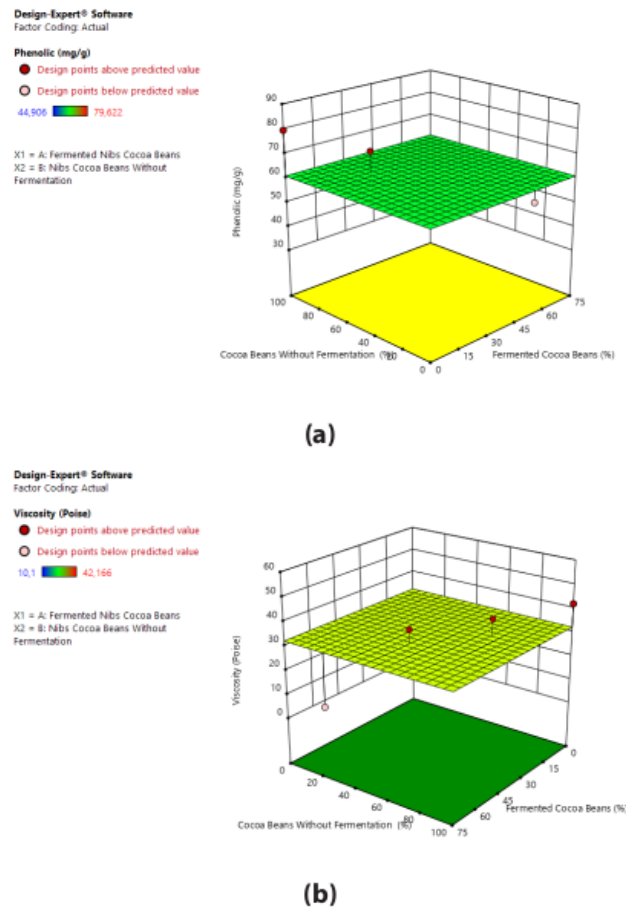 Design-Expert® Software
Factor Coding: Actual
Phenolic (mg/g)
Design points above predicted value
Design points below predicted value
44,906 79,622
X1 = A: Fermented Nibs Cocoa Beans
X2 = B: Nibs Cocoa Beans Without
Fermentation
90
80
70
60
50
40
30
Phenolic (mg/g)
100
80
60
40
0
0
15
30
45
60
75
Cocoa Beans Without Fermentation (%)
Fermented Cocoa Beans (%)
(a)
Design-Expert® Software
Factor Coding: Actual
Viscosity (Poise)
Design points above predicted value
Design points below predicted value
10,1 42,166
X1 = A: Fermented Nibs Cocoa Beans
X2 = B: Nibs Cocoa Beans Without
Fermentation
60
50
40
30
20
10
0
Viscosity (Poise)
0
20
40
60
80
100
75
60
45
30
15
0
Cocoa Beans Without Fermentation (%)
Fermented Cocoa Beans (%)
(b)